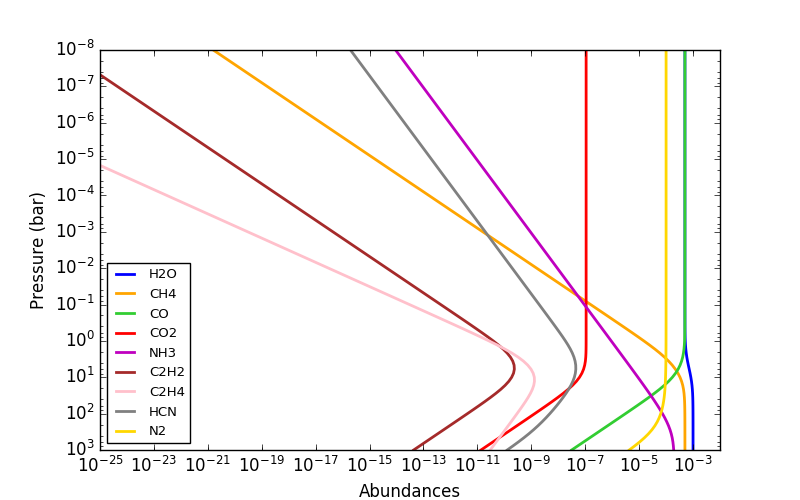 10⁻⁸
10⁻⁷
10⁻⁶
10⁻⁵
10⁻⁴
10⁻³
10⁻²
10⁻¹
10⁰
10¹
10²
10³
Pressure (bar)
H2O
CH4
CO
CO2
NH3
C2H2
C2H4
HCN
N2
10⁻²⁵ 10⁻²³ 10⁻²¹ 10⁻¹⁹ 10⁻¹⁷ 10⁻¹⁵ 10⁻¹³ 10⁻¹¹ 10⁻⁹ 10⁻⁷ 10⁻⁵ 10⁻³
Abundances